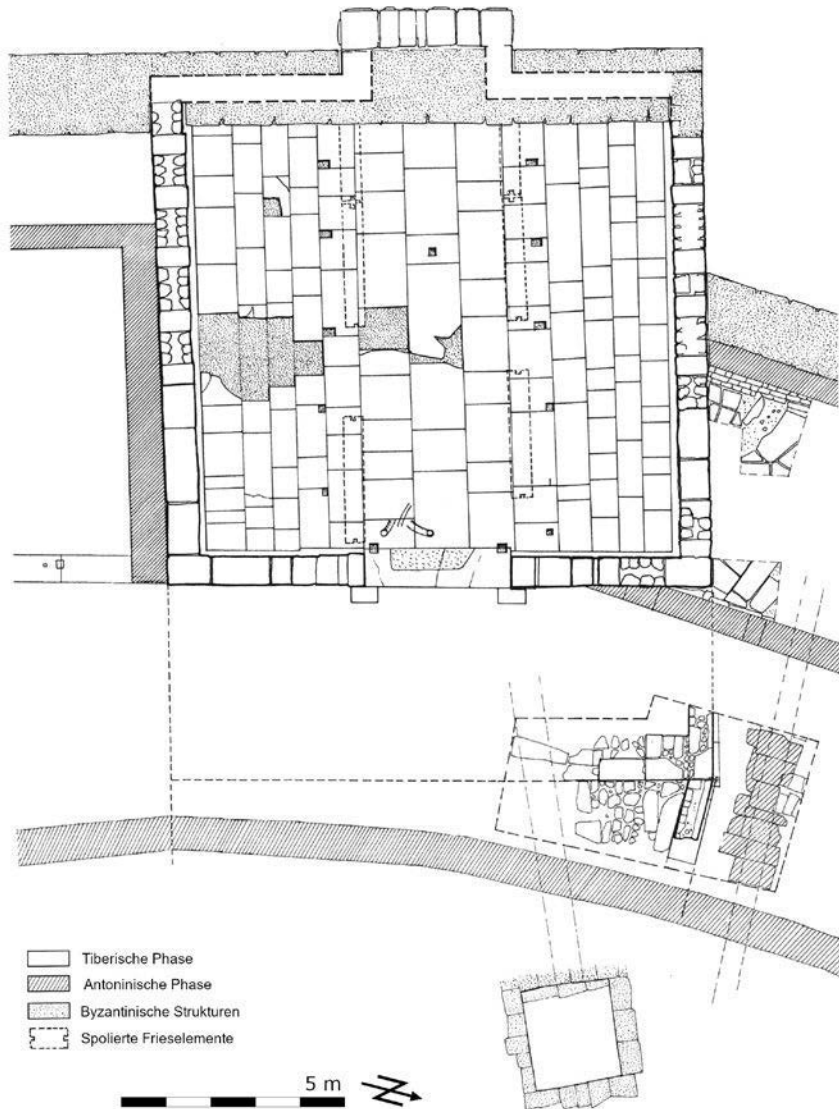 Tiberische Phase
Antoninische Phase
Byzantinische Strukturen
Spolierte Frieselemente
5 m